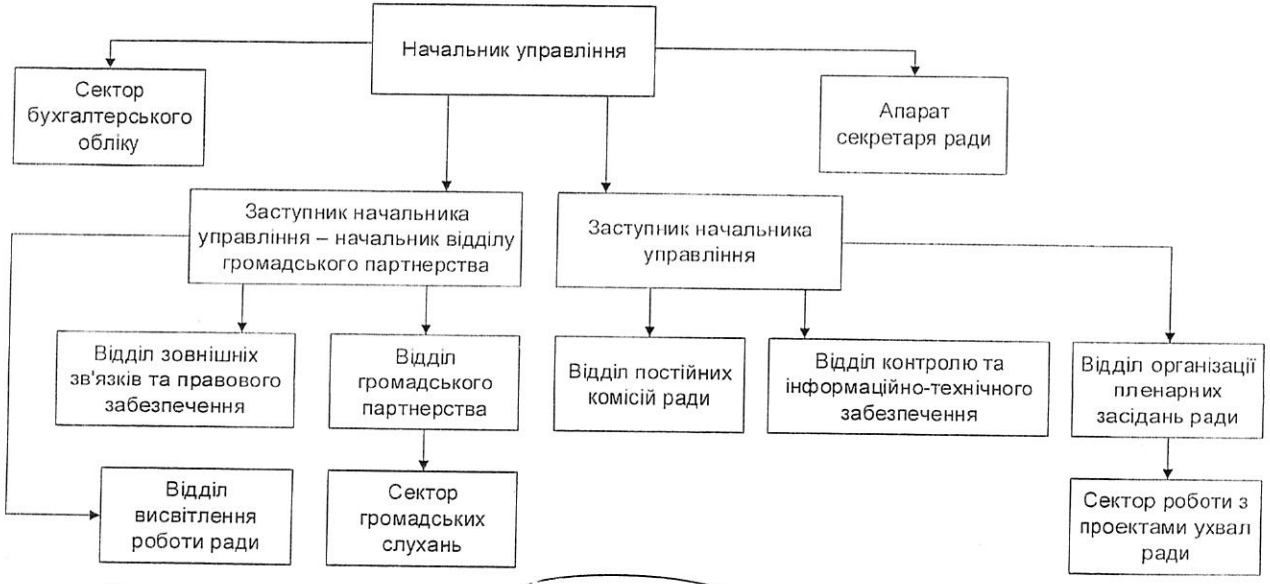 Начальник управління
Сектор
бухгалтерського
обліку
Апарат
секретаря ради
Заступник начальника
управління – начальник відділу
громадського партнерства
Заступник начальника
управління
Відділ зовнішніх
зв'язків та правового
забезпечення
Відділ
громадського
партнерства
Відділ постійних
комісій ради
Відділ контролю та
інформаційно-технічного
забезпечення
Відділ організації
пленарних
засідань ради
Відділ
висвітлення
роботи ради
Сектор
громадських
слухань
Сектор роботи з
проектами ухвал
ради